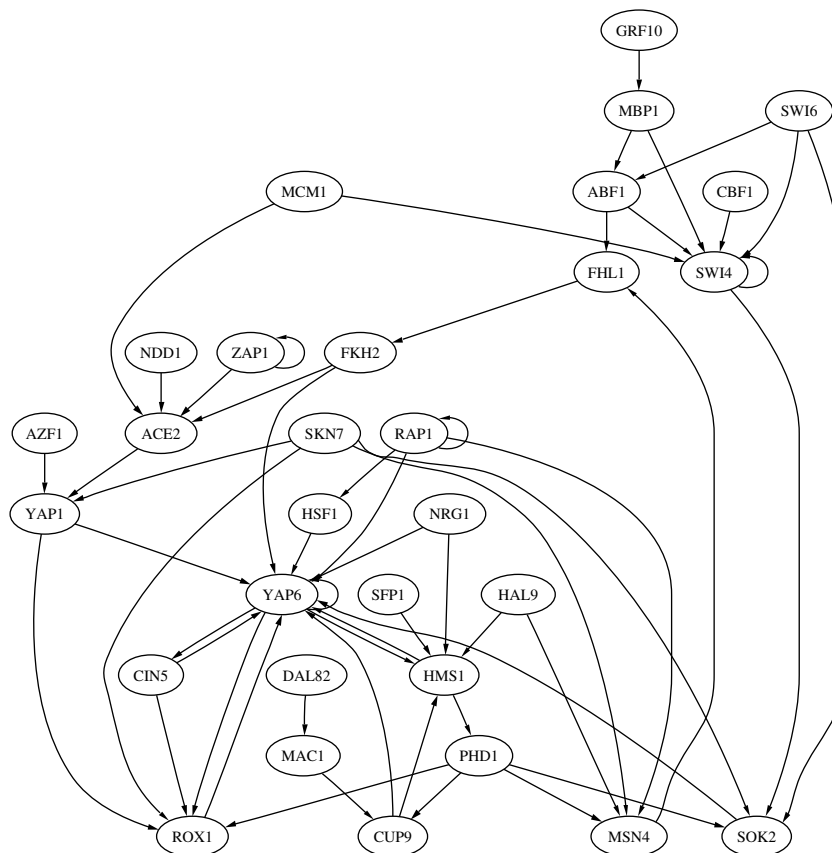 GRF10
MBP1
SWI6
MCM1
ABF1
CBF1
FHL1
SWI4
NDD1
ZAP1
FKH2
AZF1
ACE2
SKN7
RAP1
YAP1
HSF1
NRG1
YAP6
SFP1
HAL9
CIN5
DAL82
HMS1
MAC1
PHD1
ROX1
CUP9
MSN4
SOK2